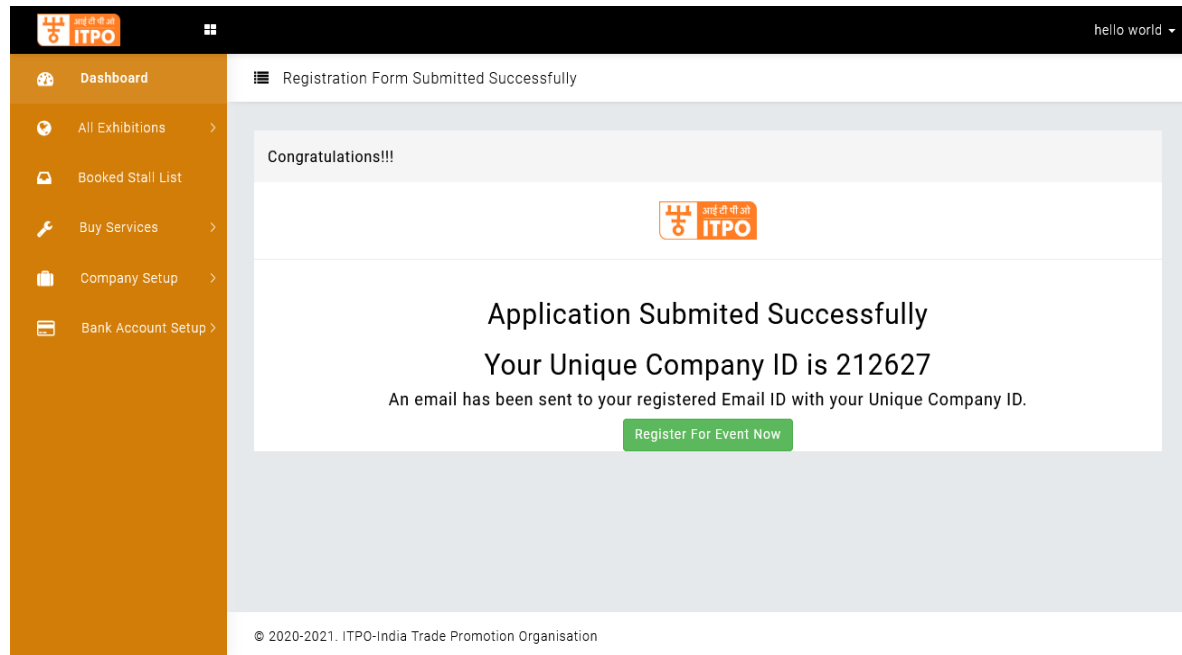 आई टी पी ओ
ITPO
hello world
Dashboard
All Exhibitions
Booked Stall List
Buy Services
Company Setup
Bank Account Setup
Registration Form Submitted Successfully
Congratulations!!!
आई टी पी ओ
ITPO
Application Submited Successfully
Your Unique Company ID is 212627
An email has been sent to your registered Email ID with your Unique Company ID.
Register For Event Now
© 2020-2021. ITPO-India Trade Promotion Organisation